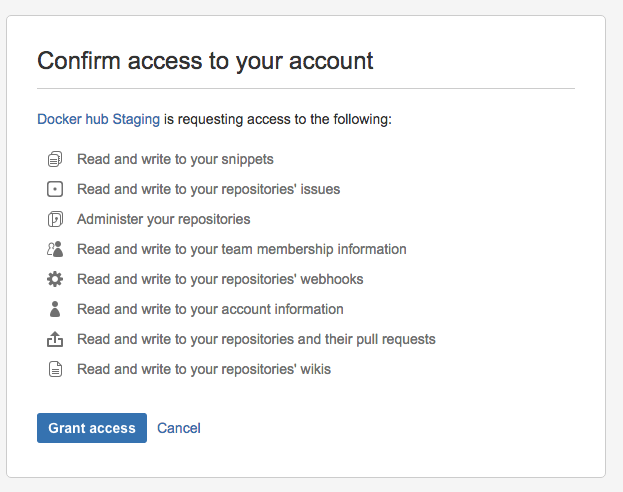 Confirm access to your account
Docker hub Staging is requesting access to the following:
Read and write to your snippets
Read and write to your repositories' issues
Administer your repositories
Read and write to your team membership information
Read and write to your repositories' webhooks
Read and write to your account information
Read and write to your repositories and their pull requests
Read and write to your repositories' wikis
Grant access Cancel